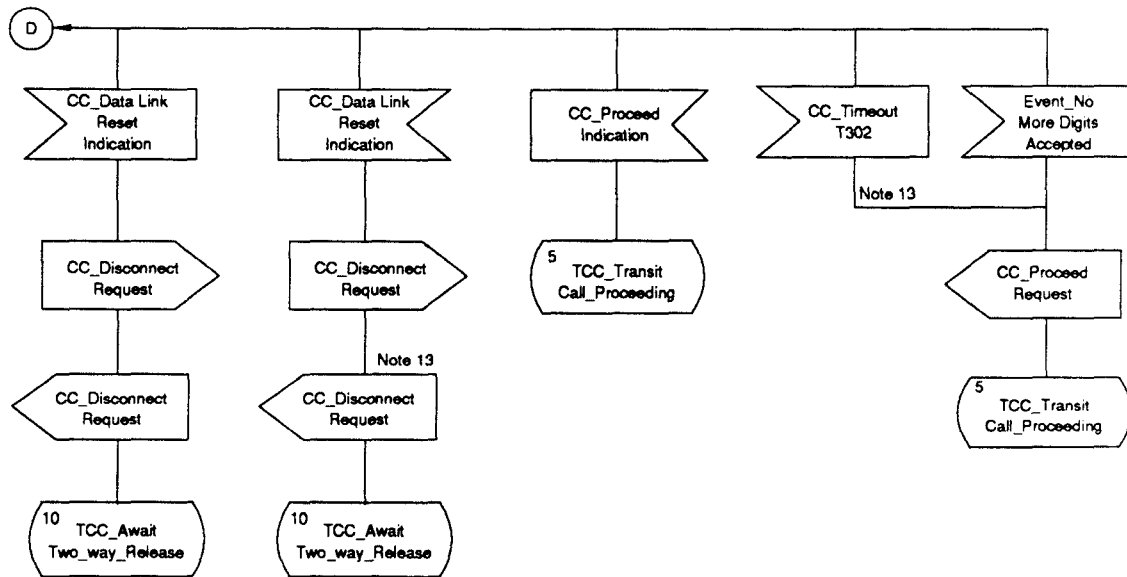 D
CC_Data Link
Reset
Indication
CC_Data Link
Reset
Indication
CC_Proceed
Indication
CC_Timeout
T302
Event_No
More Digits
Accepted
Note 13
CC_Disconnect
Request
CC_Disconnect
Request
5
TCC_Transit
Call_Proceeding
CC_Proceed
Request
Note 13
CC_Disconnect
Request
CC_Disconnect
Request
5
TCC_Transit
Call_Proceeding
10
TCC_Await
Two_way_Release
10
TCC_Await
Two_way_Release